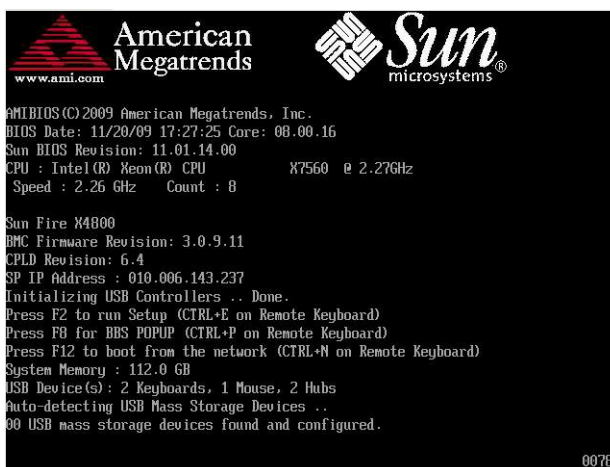 American
Megatrends
www.ami.com
Sun®
microsystems
AMIBIOS(C)2009 American Megatrends, Inc.
BIOS Date: 11/20/09 17:27:25 Core: 08.00.16
Sun BIOS Revision: 11.01.14.00
CPU : Intel(R) Xeon(R) CPU X7560 @ 2.27GHz
Speed : 2.26 GHz Count : 8
Sun Fire X4800
BMC Firmware Revision: 3.0.9.11
CPLD Revision: 6.4
SP IP Address : 010.006.143.237
Initializing USB Controllers .. Done.
Press F2 to run Setup (CTRL+E on Remote Keyboard)
Press F8 for BBS POPUP (CTRL+P on Remote Keyboard)
Press F12 to boot from the network (CTRL+N on Remote Keyboard)
System Memory : 112.0 GB
USB Device(s): 2 Keyboards, 1 Mouse, 2 Hubs
Auto-detecting USB Mass Storage Devices ..
00 USB mass storage devices found and configured.
0078